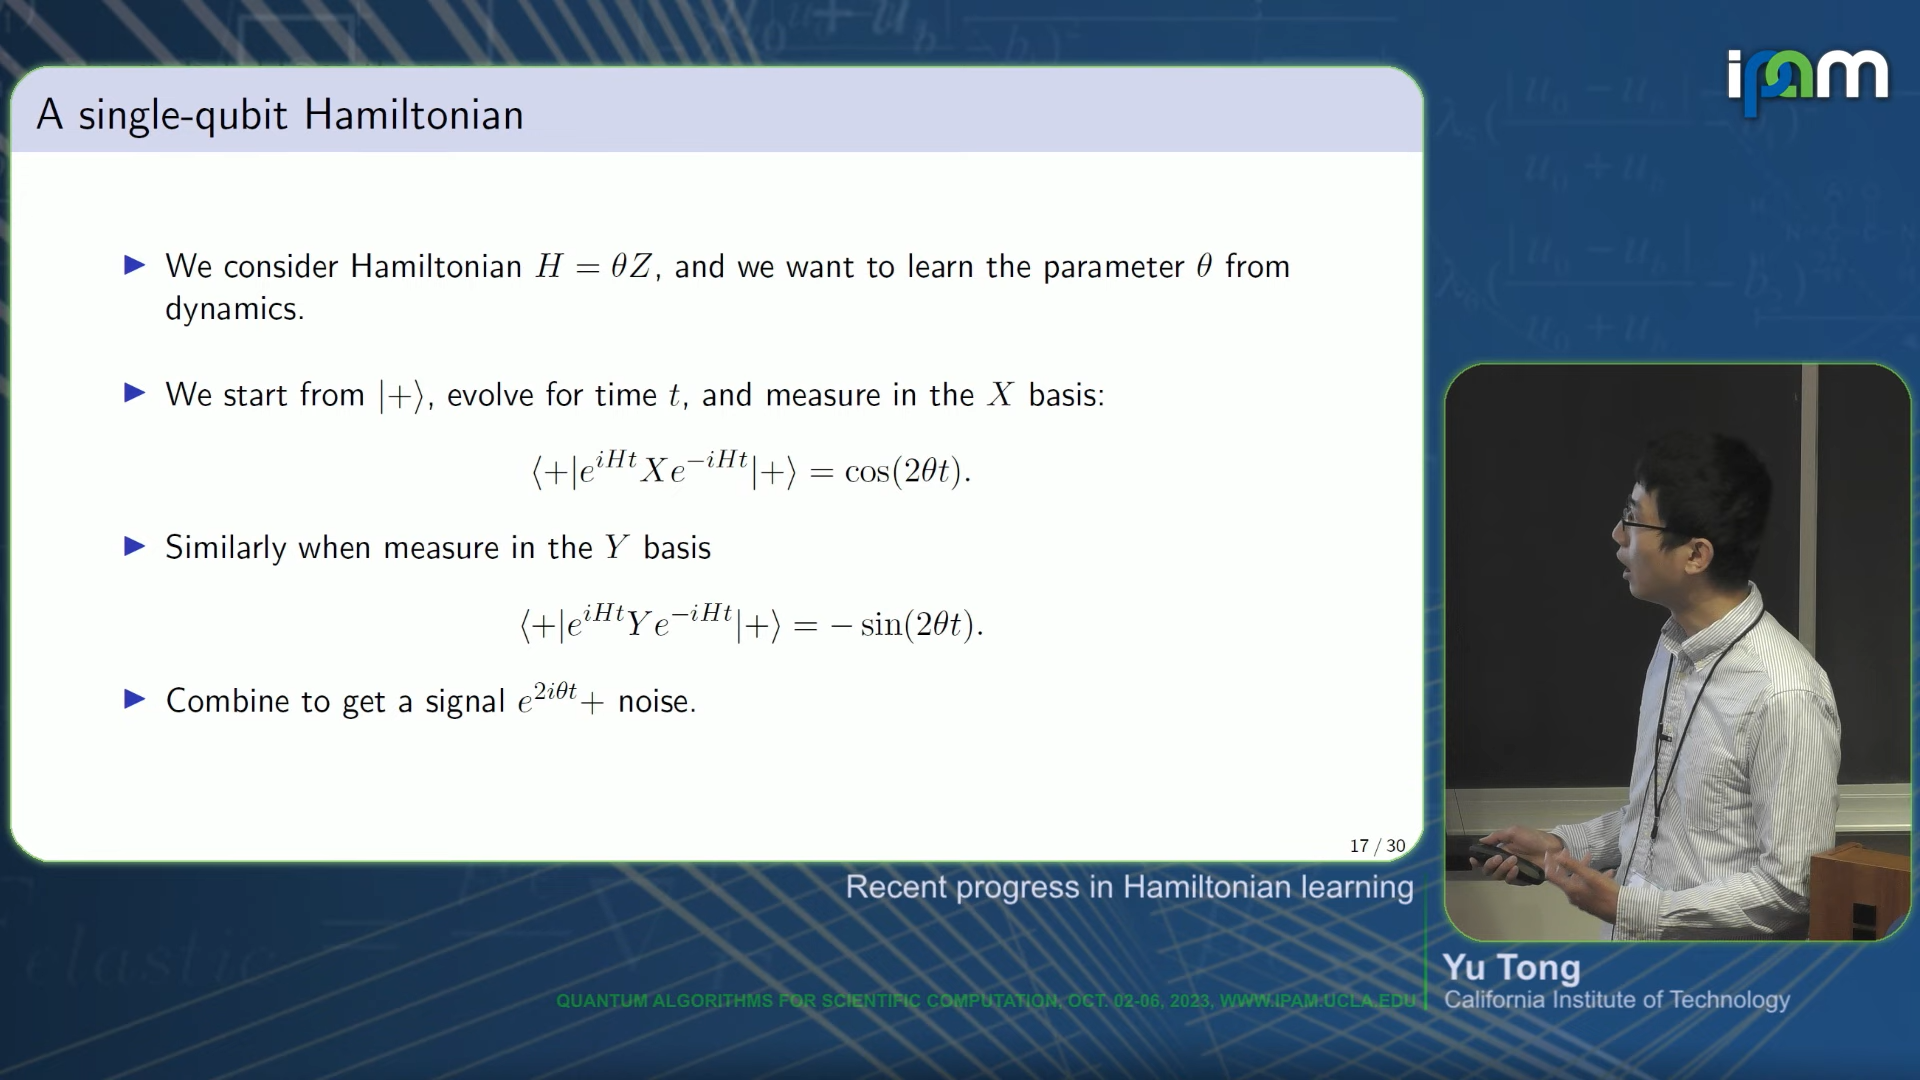 ipam
A single-qubit Hamiltonian
▶ We consider Hamiltonian H = θZ, and we want to learn the parameter θ from
dynamics.
▶ We start from |+⟩, evolve for time t, and measure in the X basis:
⟨+|e^{iHt} X e^{−iHt}|+⟩ = cos(2θt).
▶ Similarly when measure in the Y basis
⟨+|e^{iHt} Y e^{−iHt}|+⟩ = − sin(2θt).
▶ Combine to get a signal e^{2iθt}+ noise.
17 / 30
Recent progress in Hamiltonian learning
Yu Tong
California Institute of Technology
QUANTUM ALGORITHMS FOR SCIENTIFIC COMPUTATION, OCT. 02-06, 2023, WWW.IPAM.UCLA.EDU